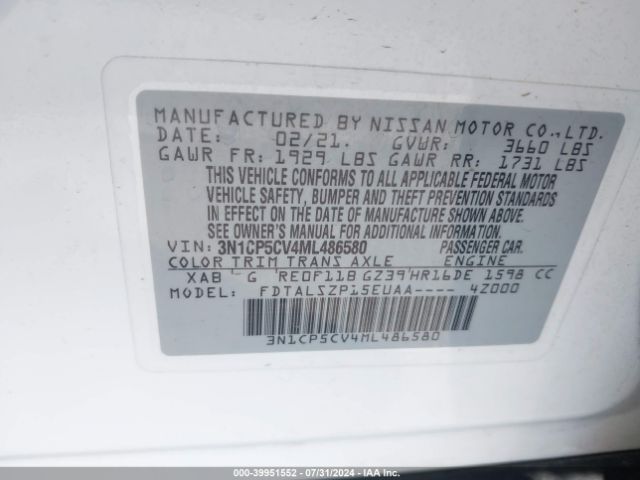 MANUFACTURED BY NISSAN MOTOR CO.,LTD.
DATE: 02/21. GVWR: 3660 LBS
GAWR FR: 1929 LBS GAWR RR: 1731 LBS
THIS VEHICLE CONFORMS TO ALL APPLICABLE FEDERAL MOTOR
VEHICLE SAFETY, BUMPER AND THEFT PREVENTION STANDARDS
IN EFFECT ON THE DATE OF MANUFACTURE SHOWN ABOVE.
SEE OWNER'S MANUAL FOR ADDITIONAL INFORMATION.
VIN: 3N1CP5CV4ML486580 PASSENGER CAR.
COLOR TRIM TRANS AXLE ENGINE
XAB G RE0F11B GZ39 HR16DE 1598 CC
MODEL: FDTALSZP15EUAA---- 4Z000
3N1CP5CV4ML486580
000-39951552 | 07/31/2024 - IAA Inc.